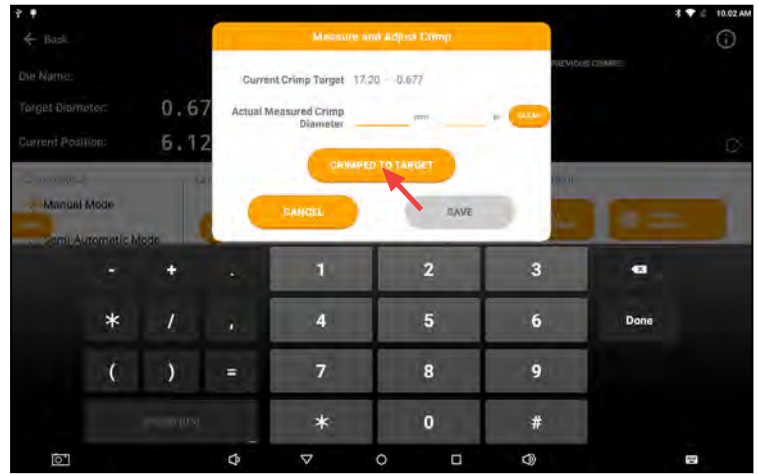 10:02 AM
Back
Measure and Adjust Crimp
PREVIOUS CRIMPS:
Die Name:
Current Crimp Target 17.20 - 0.677
Target Diameter: 0.67
Actual Measured Crimp Diameter mm in CLEAR
Current Position: 6.12
CRIMPED TO TARGET
Manual Mode
CANCEL SAVE
Semi-Automatic Mode
- + . 1 2 3
* / , 4 5 6 Done
( ) = 7 8 9
* 0 #